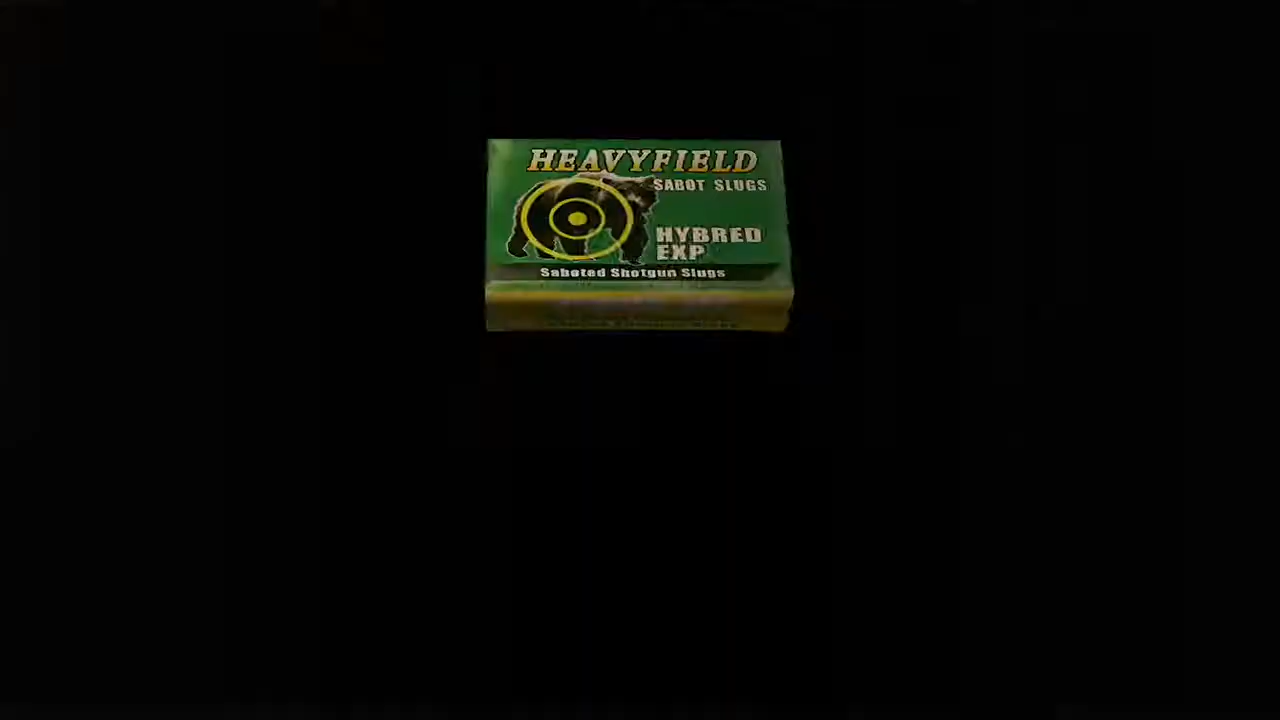 HEAVYFIELD
SABOT SLUGS
HYBRED
EXP
Saboted Shotgun Slugs